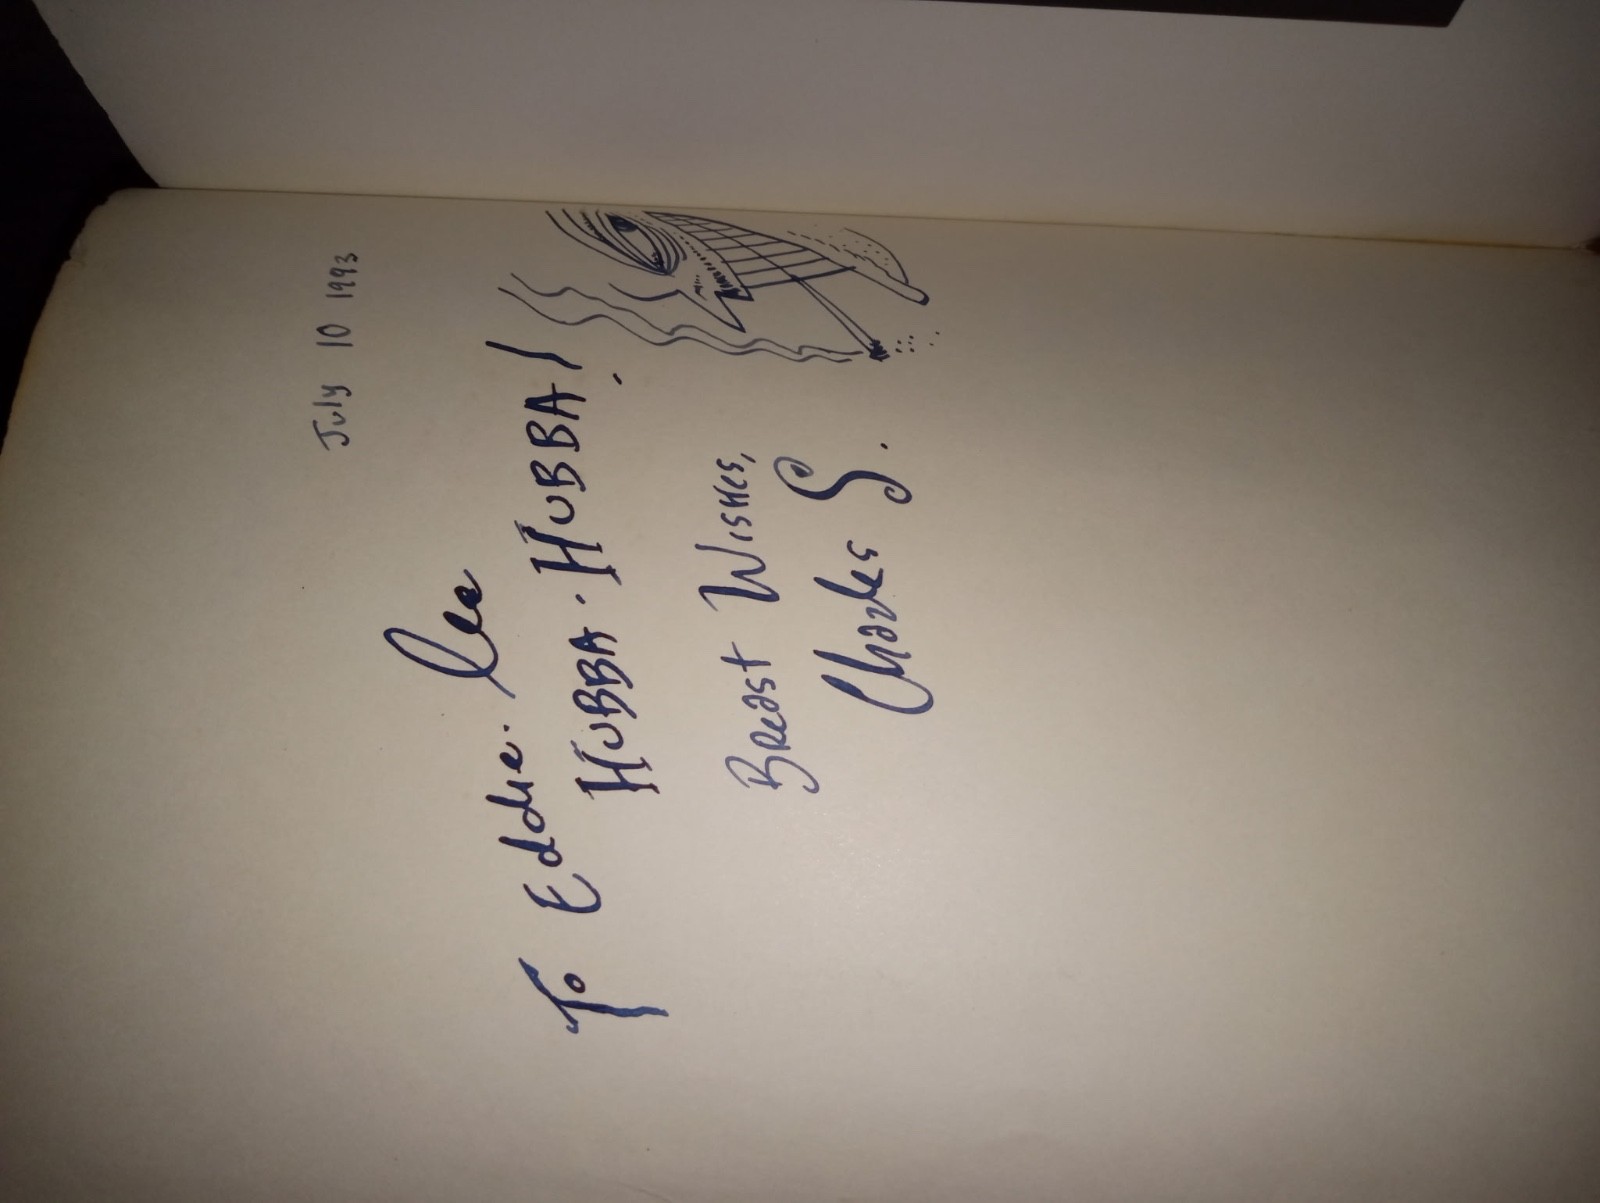 July 10 1993
To Eddie. Lee
HUBBA. HUBBA!
Breast Wishes,
Charles S.